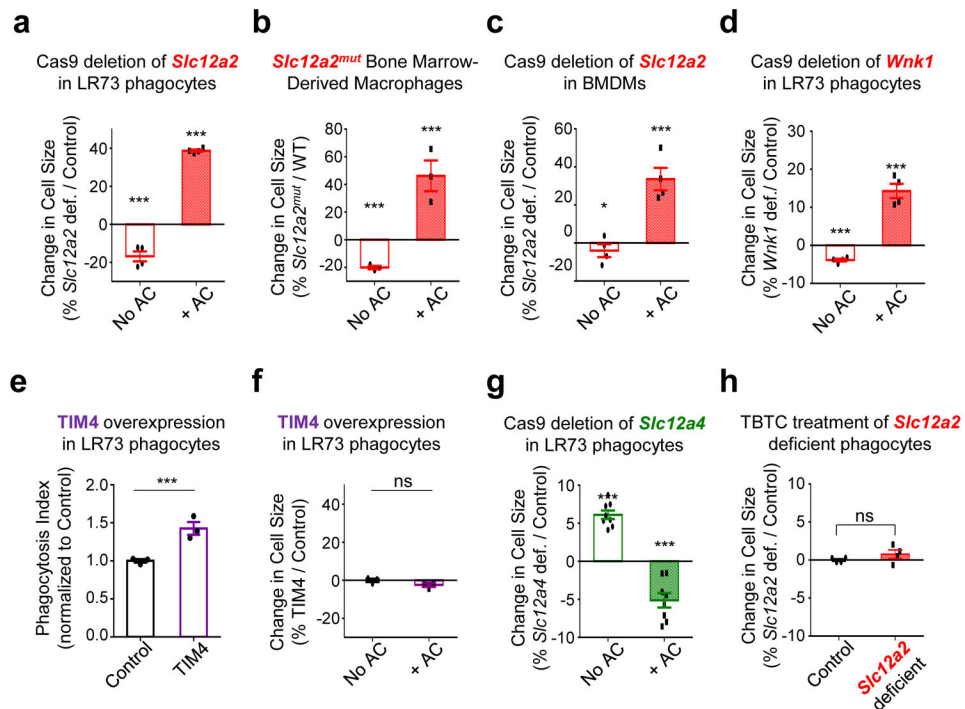 a
Cas9 deletion of Slc12a2
in LR73 phagocytes
Change in Cell Size
(% Slc12a2 def. / Control)
40
20
0
-20
***
***
No AC
+ AC
b
Slc12a2mut Bone Marrow-
Derived Macrophages
Change in Cell Size
(% Slc12a2mut / WT)
80
60
40
20
0
-20
***
***
No AC
+ AC
c
Cas9 deletion of Slc12a2
in BMDMs
Change in Cell Size
(% Slc12a2 def. / Control)
60
40
20
0
-20
*
***
No AC
+ AC
d
Cas9 deletion of Wnk1
in LR73 phagocytes
Change in Cell Size
(% Wnk1 def./ Control)
30
20
10
0
-10
***
***
No AC
+ AC
e
TIM4 overexpression
in LR73 phagocytes
Phagocytosis Index
(normalized to Control)
2.0
1.5
1.0
0.5
0.0
***
Control
TIM4
f
TIM4 overexpression
in LR73 phagocytes
Change in Cell Size
(% TIM4 / Control)
40
20
0
-20
ns
No AC
+ AC
g
Cas9 deletion of Slc12a4
in LR73 phagocytes
Change in Cell Size
(% Slc12a4 def. / Control)
10
5
0
-5
-10
***
***
No AC
+ AC
h
TBTC treatment of Slc12a2
deficient phagocytes
Change in Cell Size
(% Slc12a2 def. / Control)
10
5
0
-5
-10
ns
Control
Slc12a2
deficient